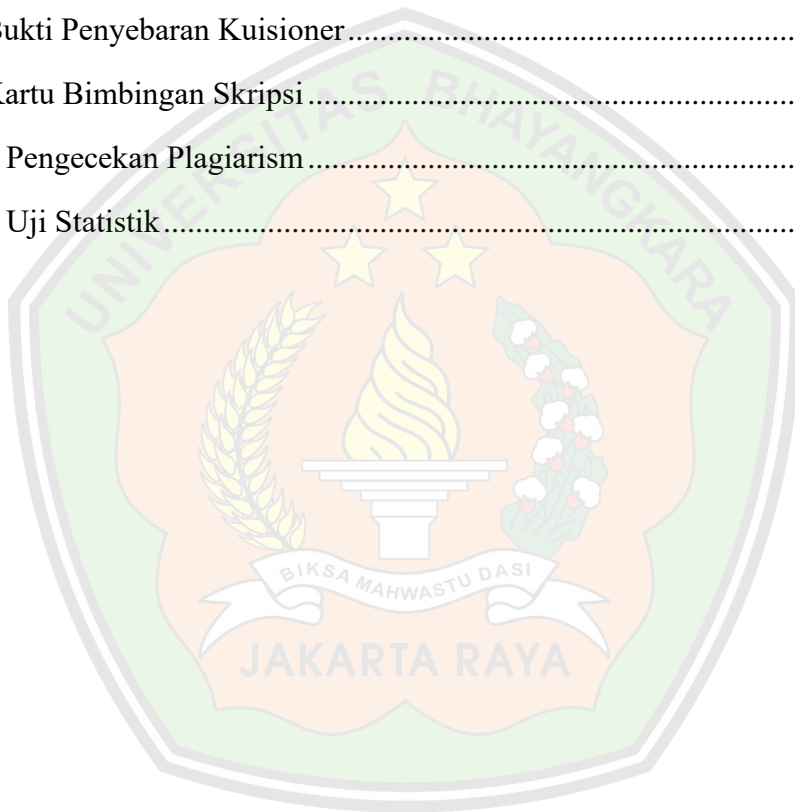 Bukti Penyebaran Kuisioner................................................................
Kartu Bimbingan Skripsi................................................................
Pengecekan Plagiarism................................................................
Uji Statistik................................................................
UNIVERSITAS BHAYANGKARA
BIKSA MAHWASTU DASI
JAKARTA RAYA